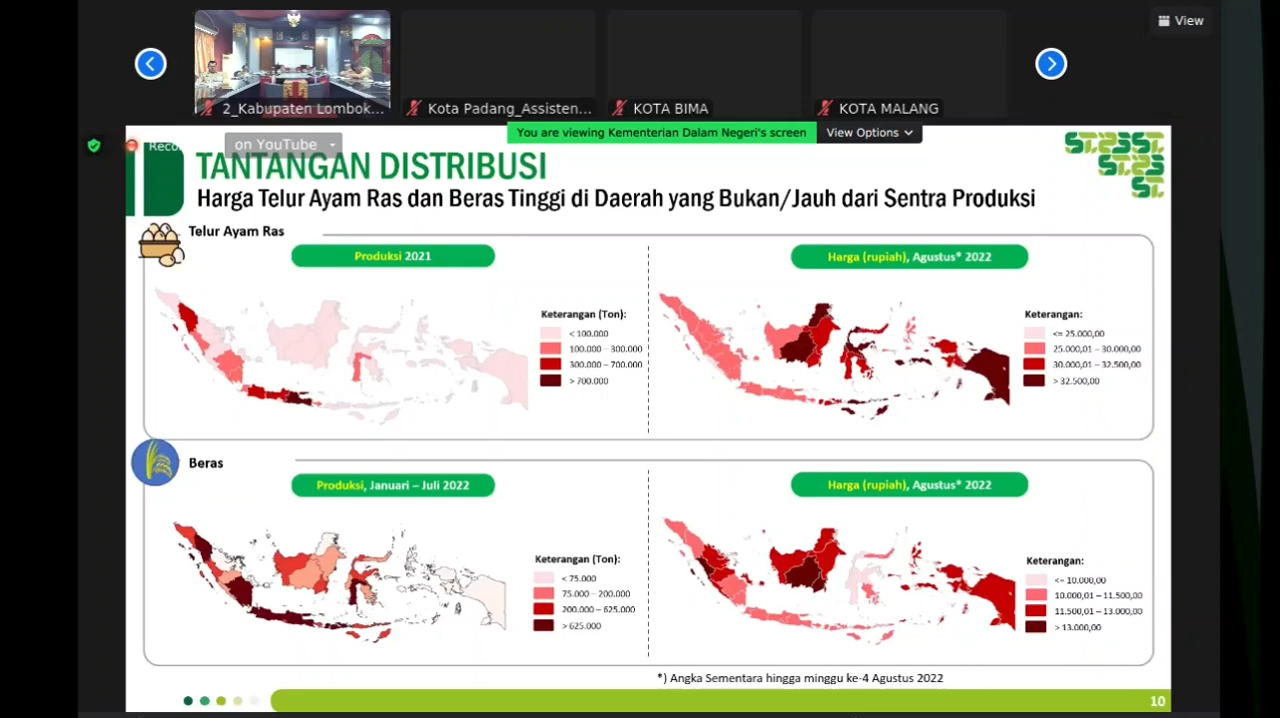 View
2_Kabupaten Lombok...
Kota Padang_Assisten...
KOTA BIMA
KOTA MALANG
You are viewing Kementerian Dalam Negeri's screen
View Options
Reco
on YouTube
TANTANGAN DISTRIBUSI
Harga Telur Ayam Ras dan Beras Tinggi di Daerah yang Bukan/Jauh dari Sentra Produksi
Telur Ayam Ras
Produksi 2021
Harga (rupiah), Agustus* 2022
Keterangan (Ton):
< 100.000
100.000 – 300.000
300.000 – 700.000
> 700.000
Keterangan:
<= 25.000,00
25.000,01 – 30.000,00
30.000,01 – 32.500,00
> 32.500,00
Beras
Produksi, Januari – Juli 2022
Harga (rupiah), Agustus* 2022
Keterangan (Ton):
< 75.000
75.000 – 200.000
200.000 – 625.000
> 625.000
Keterangan:
<= 10.000,00
10.000,01 – 11.500,00
11.500,01 – 13.000,00
> 13.000,00
*) Angka Sementara hingga minggu ke-4 Agustus 2022
10